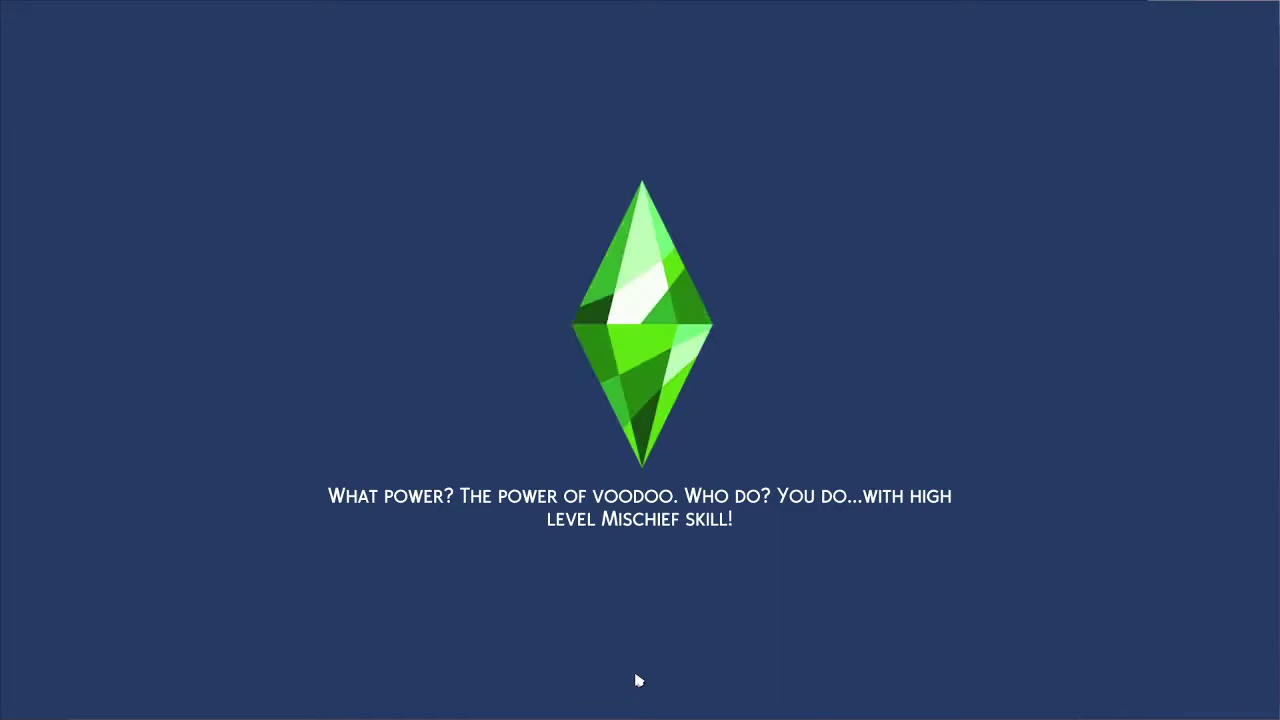 What power? The power of voodoo. Who do? You do...with high
level Mischief skill!